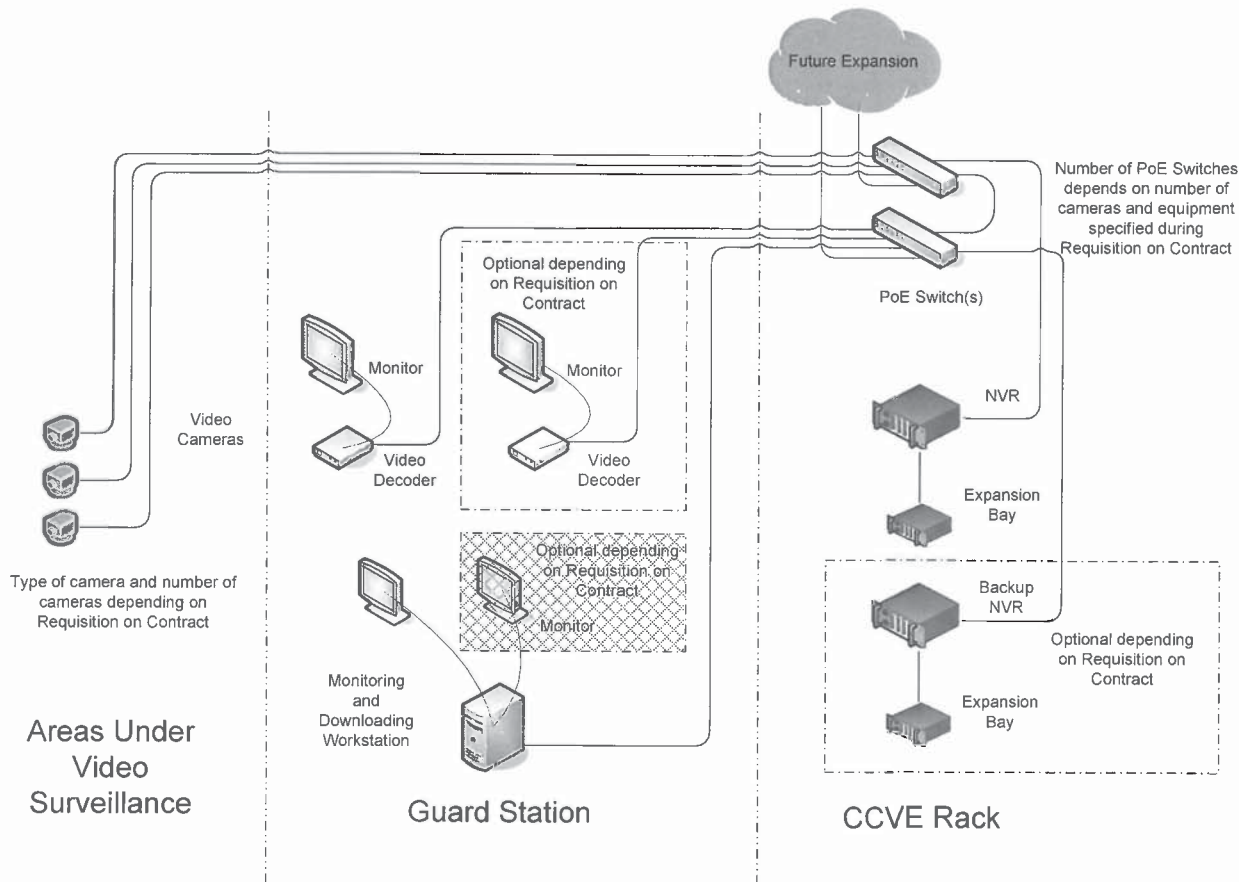 Future Expansion
Number of PoE Switches
depends on number of
cameras and equipment
specified during
Requisition on Contract
PoE Switch(s)
Optional depending
on Requisition on
Contract
Monitor
Monitor
Video
Decoder
Video
Decoder
Video
Cameras
NVR
Expansion
Bay
Type of camera and number of
cameras depending on
Requisition on Contract
Optional depending
on Requisition on
Contract
Monitor
Monitoring
and
Downloading
Workstation
Backup
NVR
Optional depending
on Requisition on
Contract
Expansion
Bay
Areas Under
Video
Surveillance
Guard Station
CCVE Rack